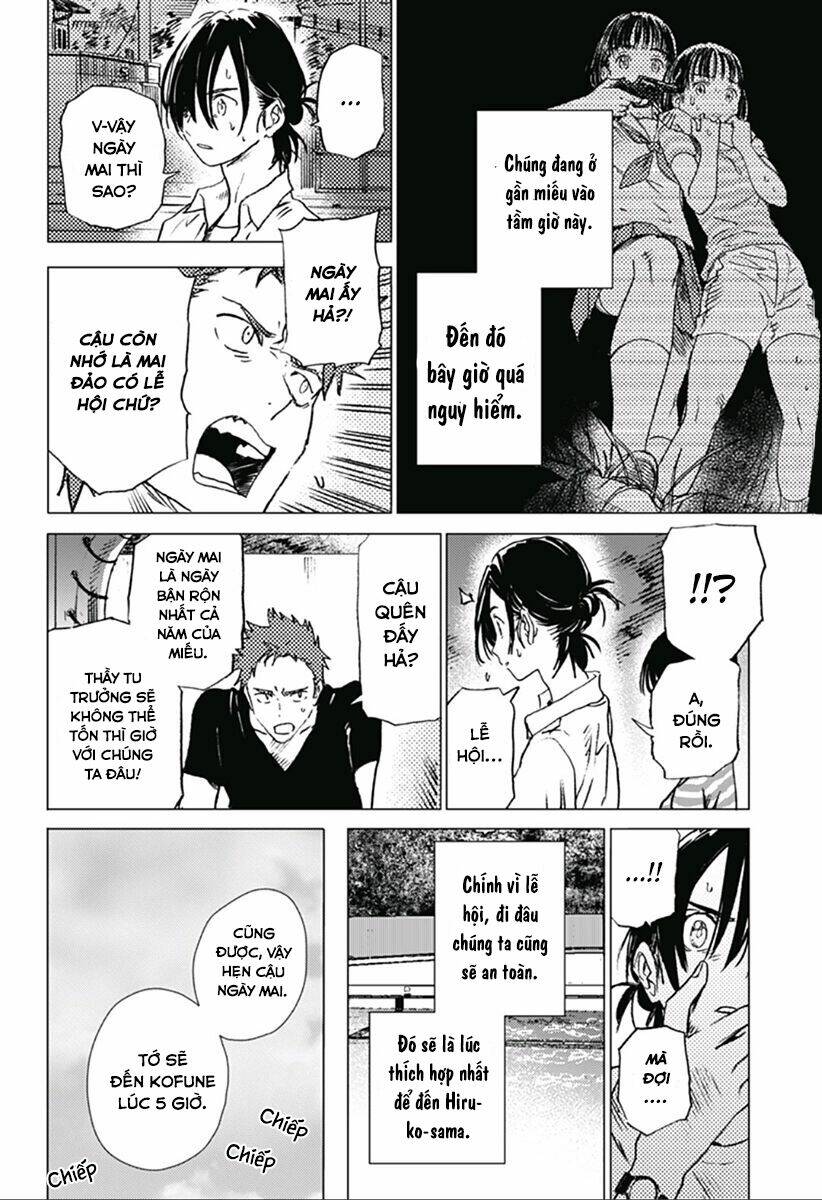 Chúng đang ở
gần miếu vào
tầm giờ này.
Đến đó
bây giờ quá
nguy hiểm.
...
V-VẬY
NGÀY
MAI THÌ
SAO?
NGÀY
MAI ẤY
HẢ?!
CẬU CÒN
NHỚ LÀ MAI
ĐẢO CÓ LỄ
HỘI CHỨ?
!!?
A,
ĐÚNG
RỒI.
LỄ
HỘI...
CẬU
QUÊN
ĐẤY
HẢ?
NGÀY MAI
LÀ NGÀY
BẬN RỘN
NHẤT CẢ
NĂM CỦA
MIẾU.
THẦY TU
TRƯỞNG SẼ
KHÔNG THỂ
TỐN THÌ GIỜ
VỚI CHÚNG
TA ĐÂU!
...!!
MÀ
ĐỢI
....
Chính vì lễ
hội, đi đâu
chúng ta cũng
sẽ an toàn.
Đó sẽ là lúc
thích hợp nhất
để đến Hiru-
ko-sama.
CŨNG
ĐƯỢC, VẬY
HẸN CẬU
NGÀY MAI.
TỚ SẼ
ĐẾN KOFUNE
LÚC 5 GIỜ.
Chiếp
Chiếp
Chiếp